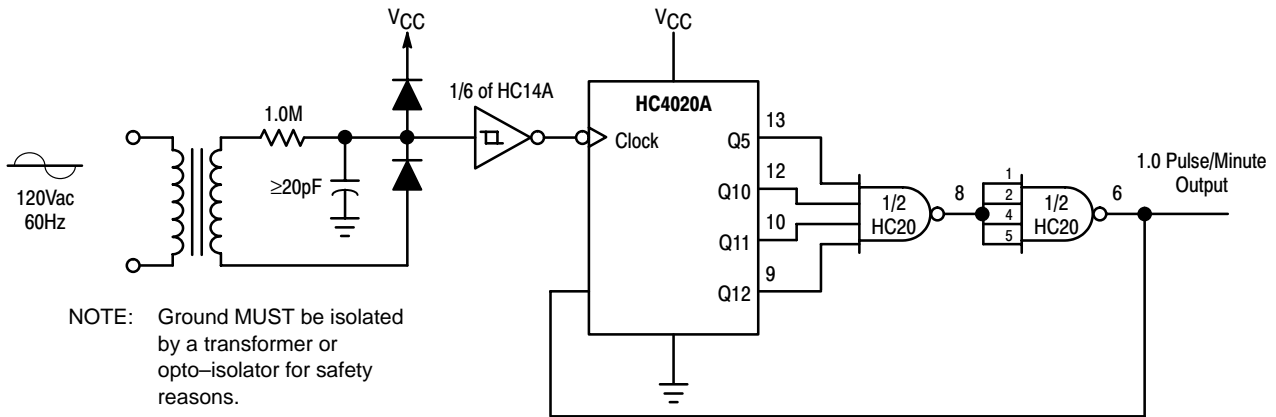 VCC
VCC
1/6 of HC14A
HC4020A
1.0M
13
Clock
Q5
1.0 Pulse/Minute
Output
12
Q10
120Vac
60Hz
≥20pF
1/2
HC20
8
1
2
4
5
1/2
HC20
6
10
Q11
9
Q12
NOTE: Ground MUST be isolated
by a transformer or
opto–isolator for safety
reasons.